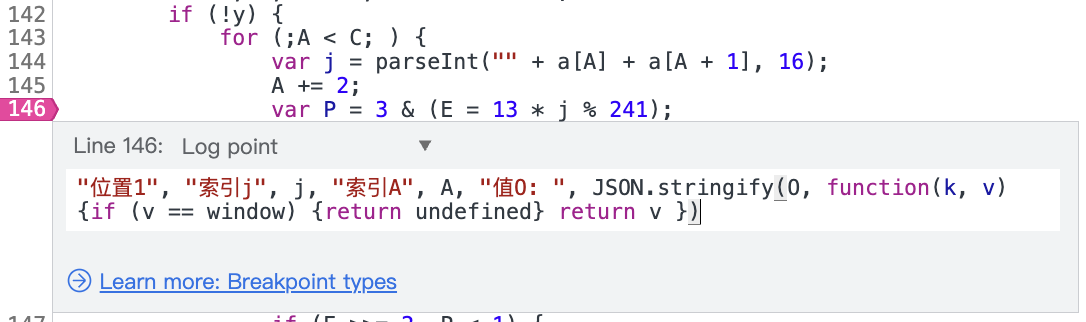 142 if (!y) {
143 for (;A < C; ) {
144 var j = parseInt("" + a[A] + a[A + 1], 16);
145 A += 2;
146 var P = 3 & (E = 13 * j % 241);
Line 146: Log point ▼
"位置1", "索引j", j, "索引A", A, "值O: ", JSON.stringify(O, function(k, v)
{if (v == window) {return undefined} return v })
Learn more: Breakpoint types